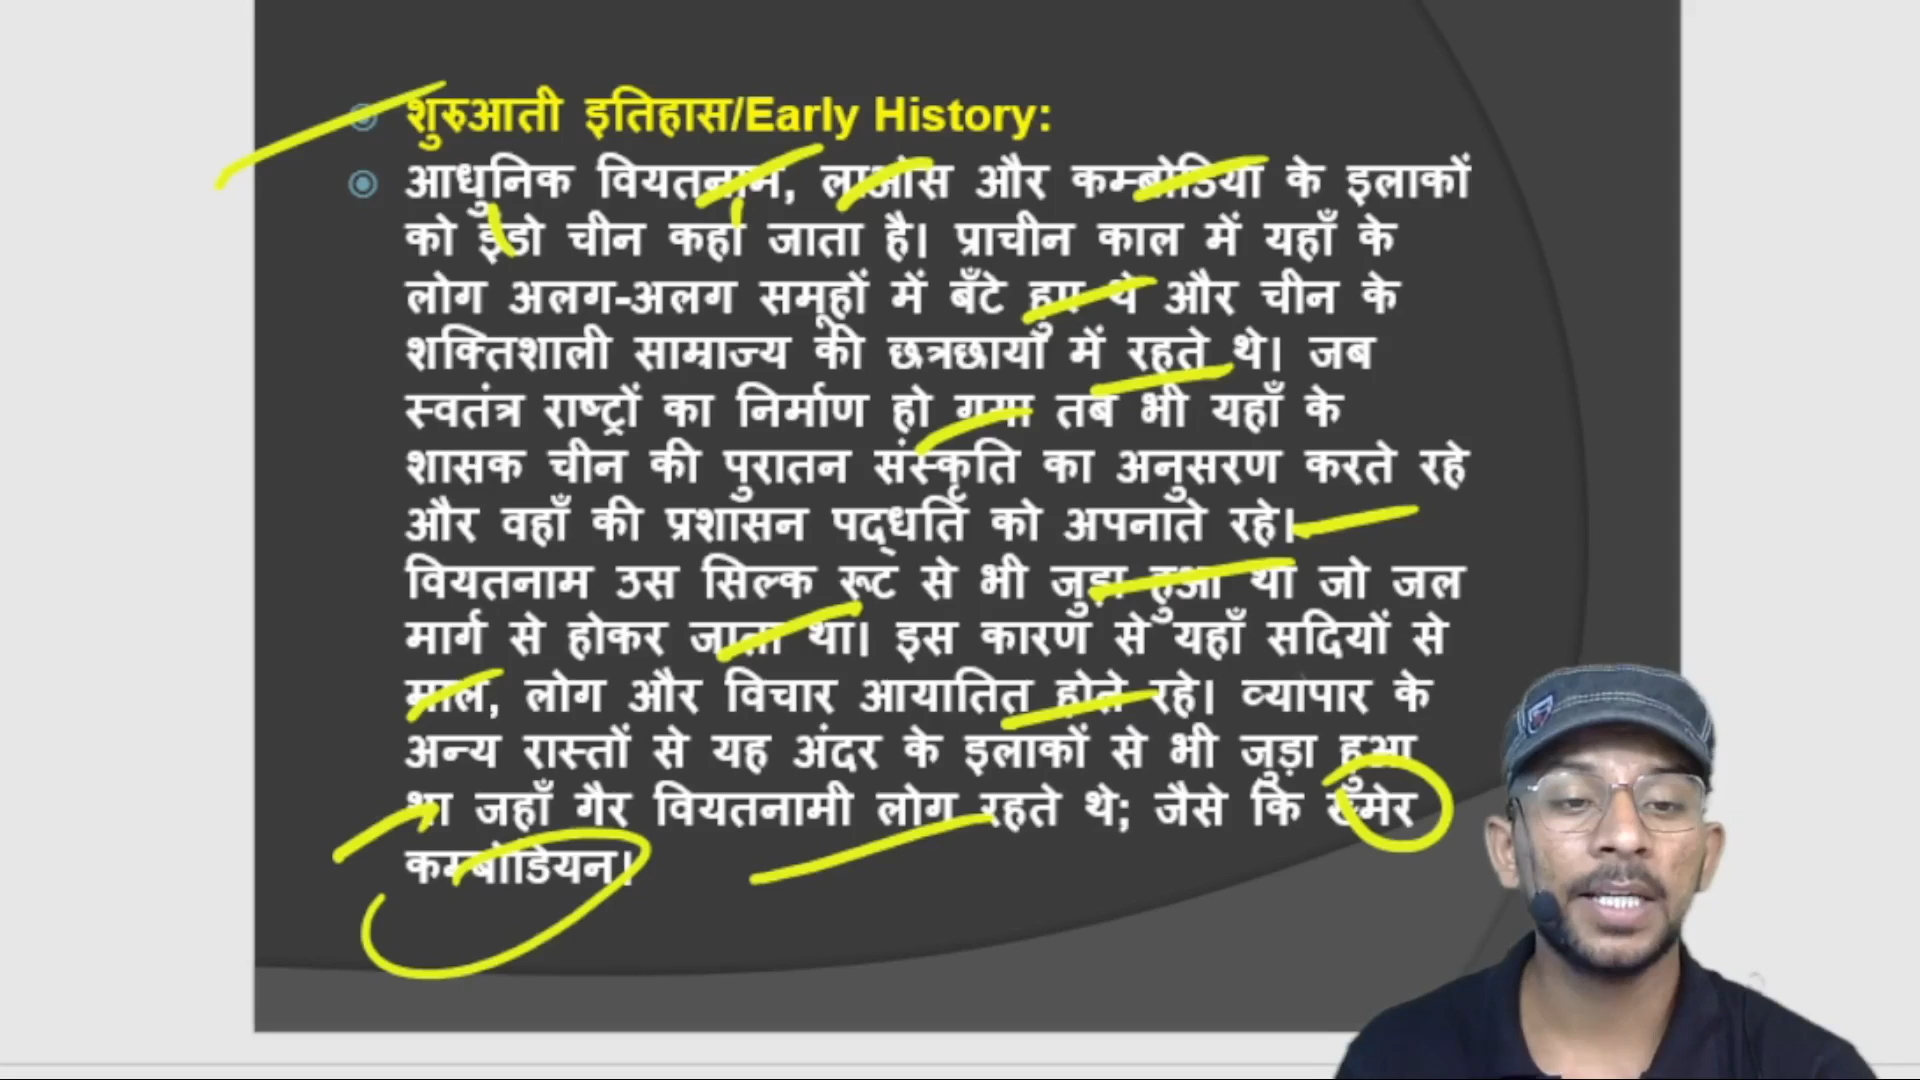 शुरुआती इतिहास/Early History:
आधुनिक वियतनाम, लाओस और कम्बोडिया के इलाकों
को इंडो चीन कहा जाता है। प्राचीन काल में यहाँ के
लोग अलग-अलग समूहों में बँटे हुए थे और चीन के
शक्तिशाली साम्राज्य की छत्रछाया में रहते थे। जब
स्वतंत्र राष्ट्रों का निर्माण हो गया तब भी यहाँ के
शासक चीन की पुरातन संस्कृति का अनुसरण करते रहे
और वहाँ की प्रशासन पद्धति को अपनाते रहे।
वियतनाम उस सिल्क रूट से भी जुड़ा हुआ था जो जल
मार्ग से होकर जाता था। इस कारण से यहाँ सदियों से
माल, लोग और विचार आयातित होते रहे। व्यापार के
अन्य रास्तों से यह अंदर के इलाकों से भी जुड़ा हुआ
था जहाँ गैर वियतनामी लोग रहते थे; जैसे कि खमेर
कम्बोडियन।